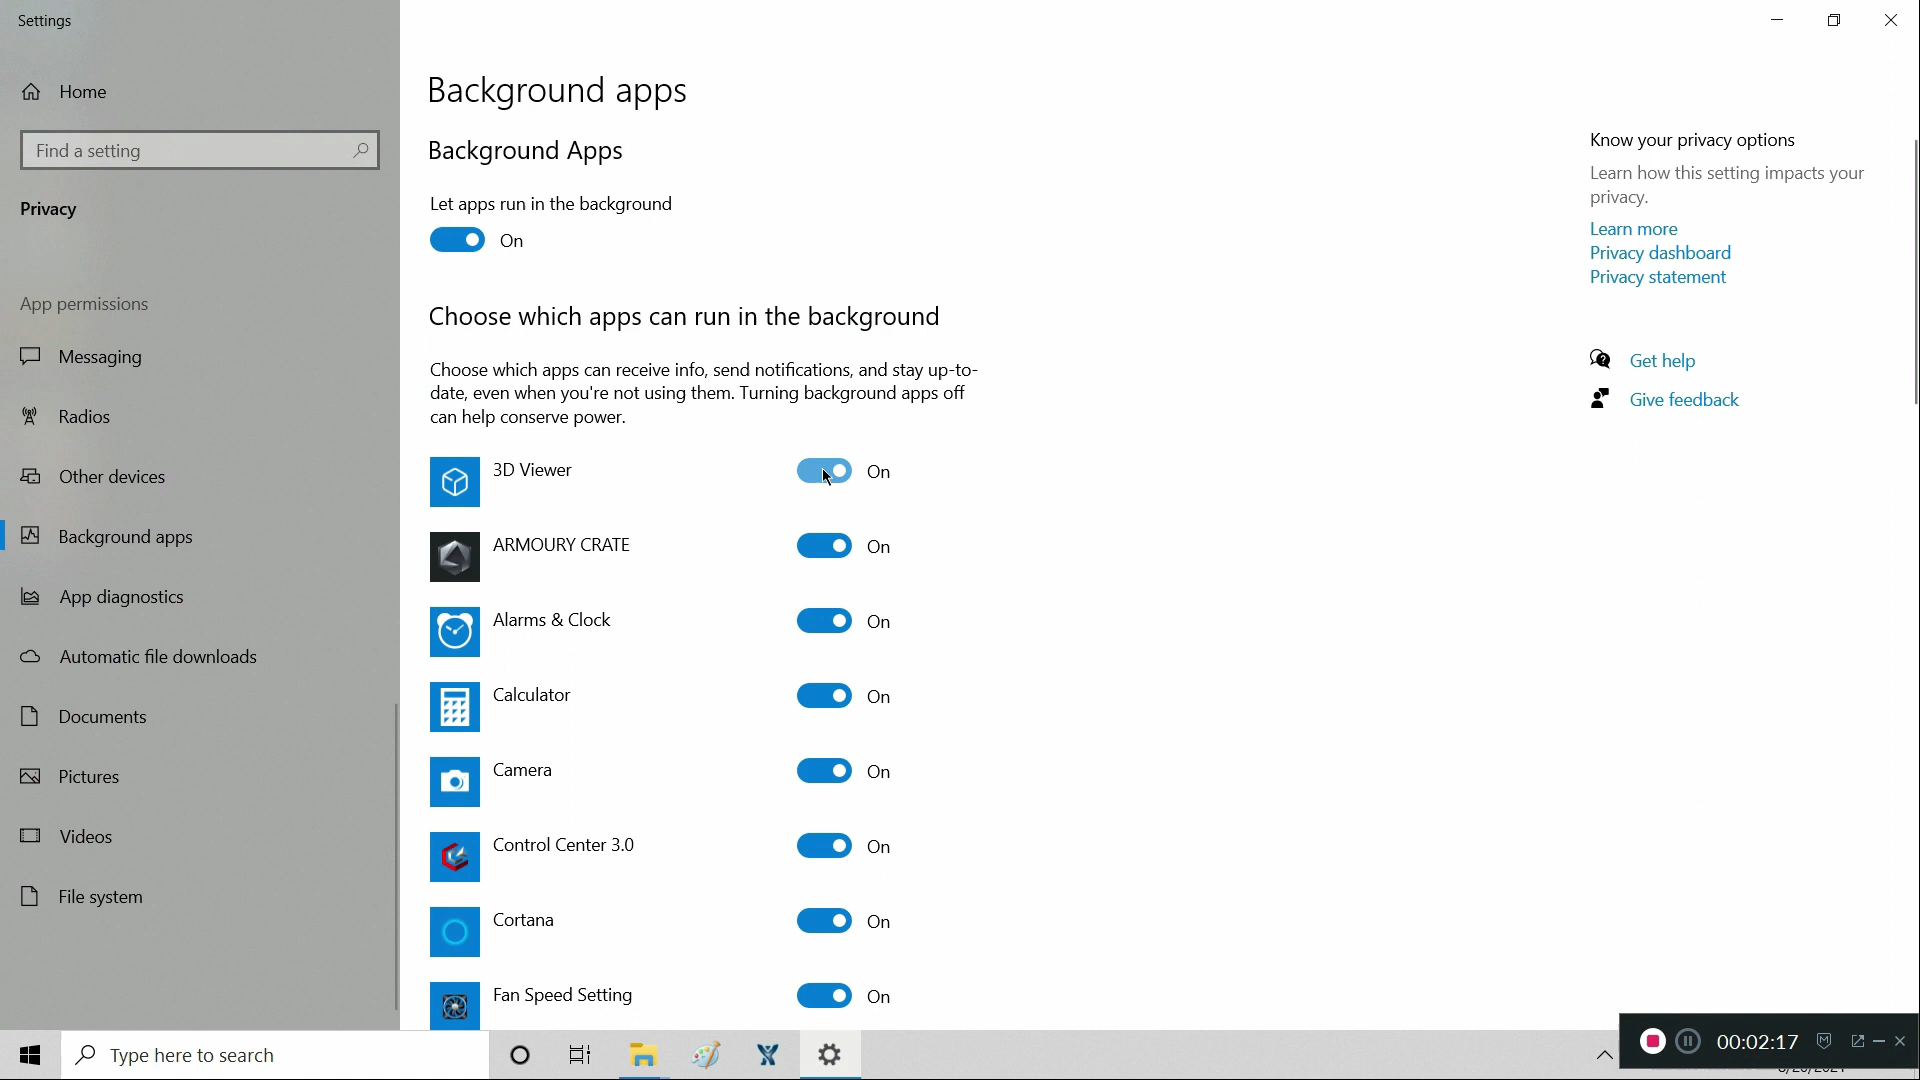 Settings
Home
Find a setting
Privacy
App permissions
Messaging
Radios
Other devices
Background apps
App diagnostics
Automatic file downloads
Documents
Pictures
Videos
File system
Background apps
Background Apps
Let apps run in the background
On
Choose which apps can run in the background
Choose which apps can receive info, send notifications, and stay up-to-
date, even when you're not using them. Turning background apps off
can help conserve power.
3D Viewer On
ARMOURY CRATE On
Alarms & Clock On
Calculator On
Camera On
Control Center 3.0 On
Cortana On
Fan Speed Setting On
Know your privacy options
Learn how this setting impacts your
privacy.
Learn more
Privacy dashboard
Privacy statement
Get help
Give feedback
Type here to search
00:02:17